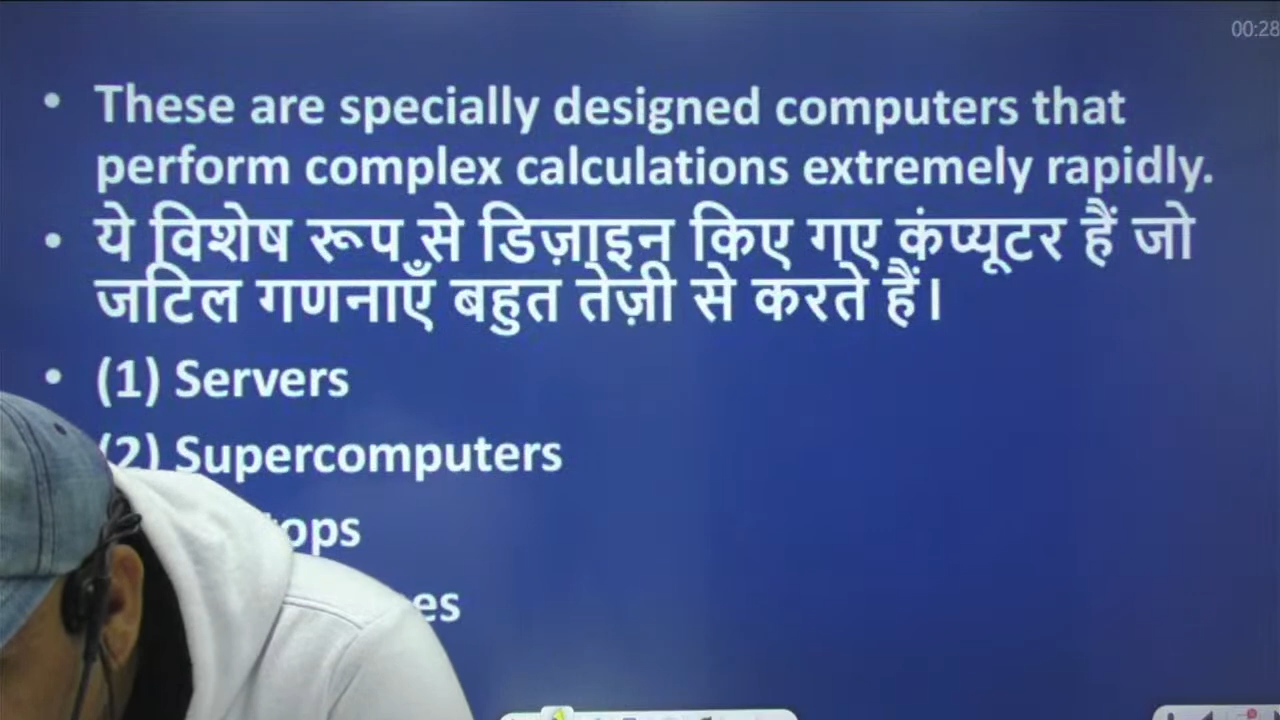 00:28
• These are specially designed computers that
perform complex calculations extremely rapidly.
• ये विशेष रूप से डिज़ाइन किए गए कंप्यूटर हैं जो
जटिल गणनाएँ बहुत तेज़ी से करते हैं।
• (1) Servers
(2) Supercomputers